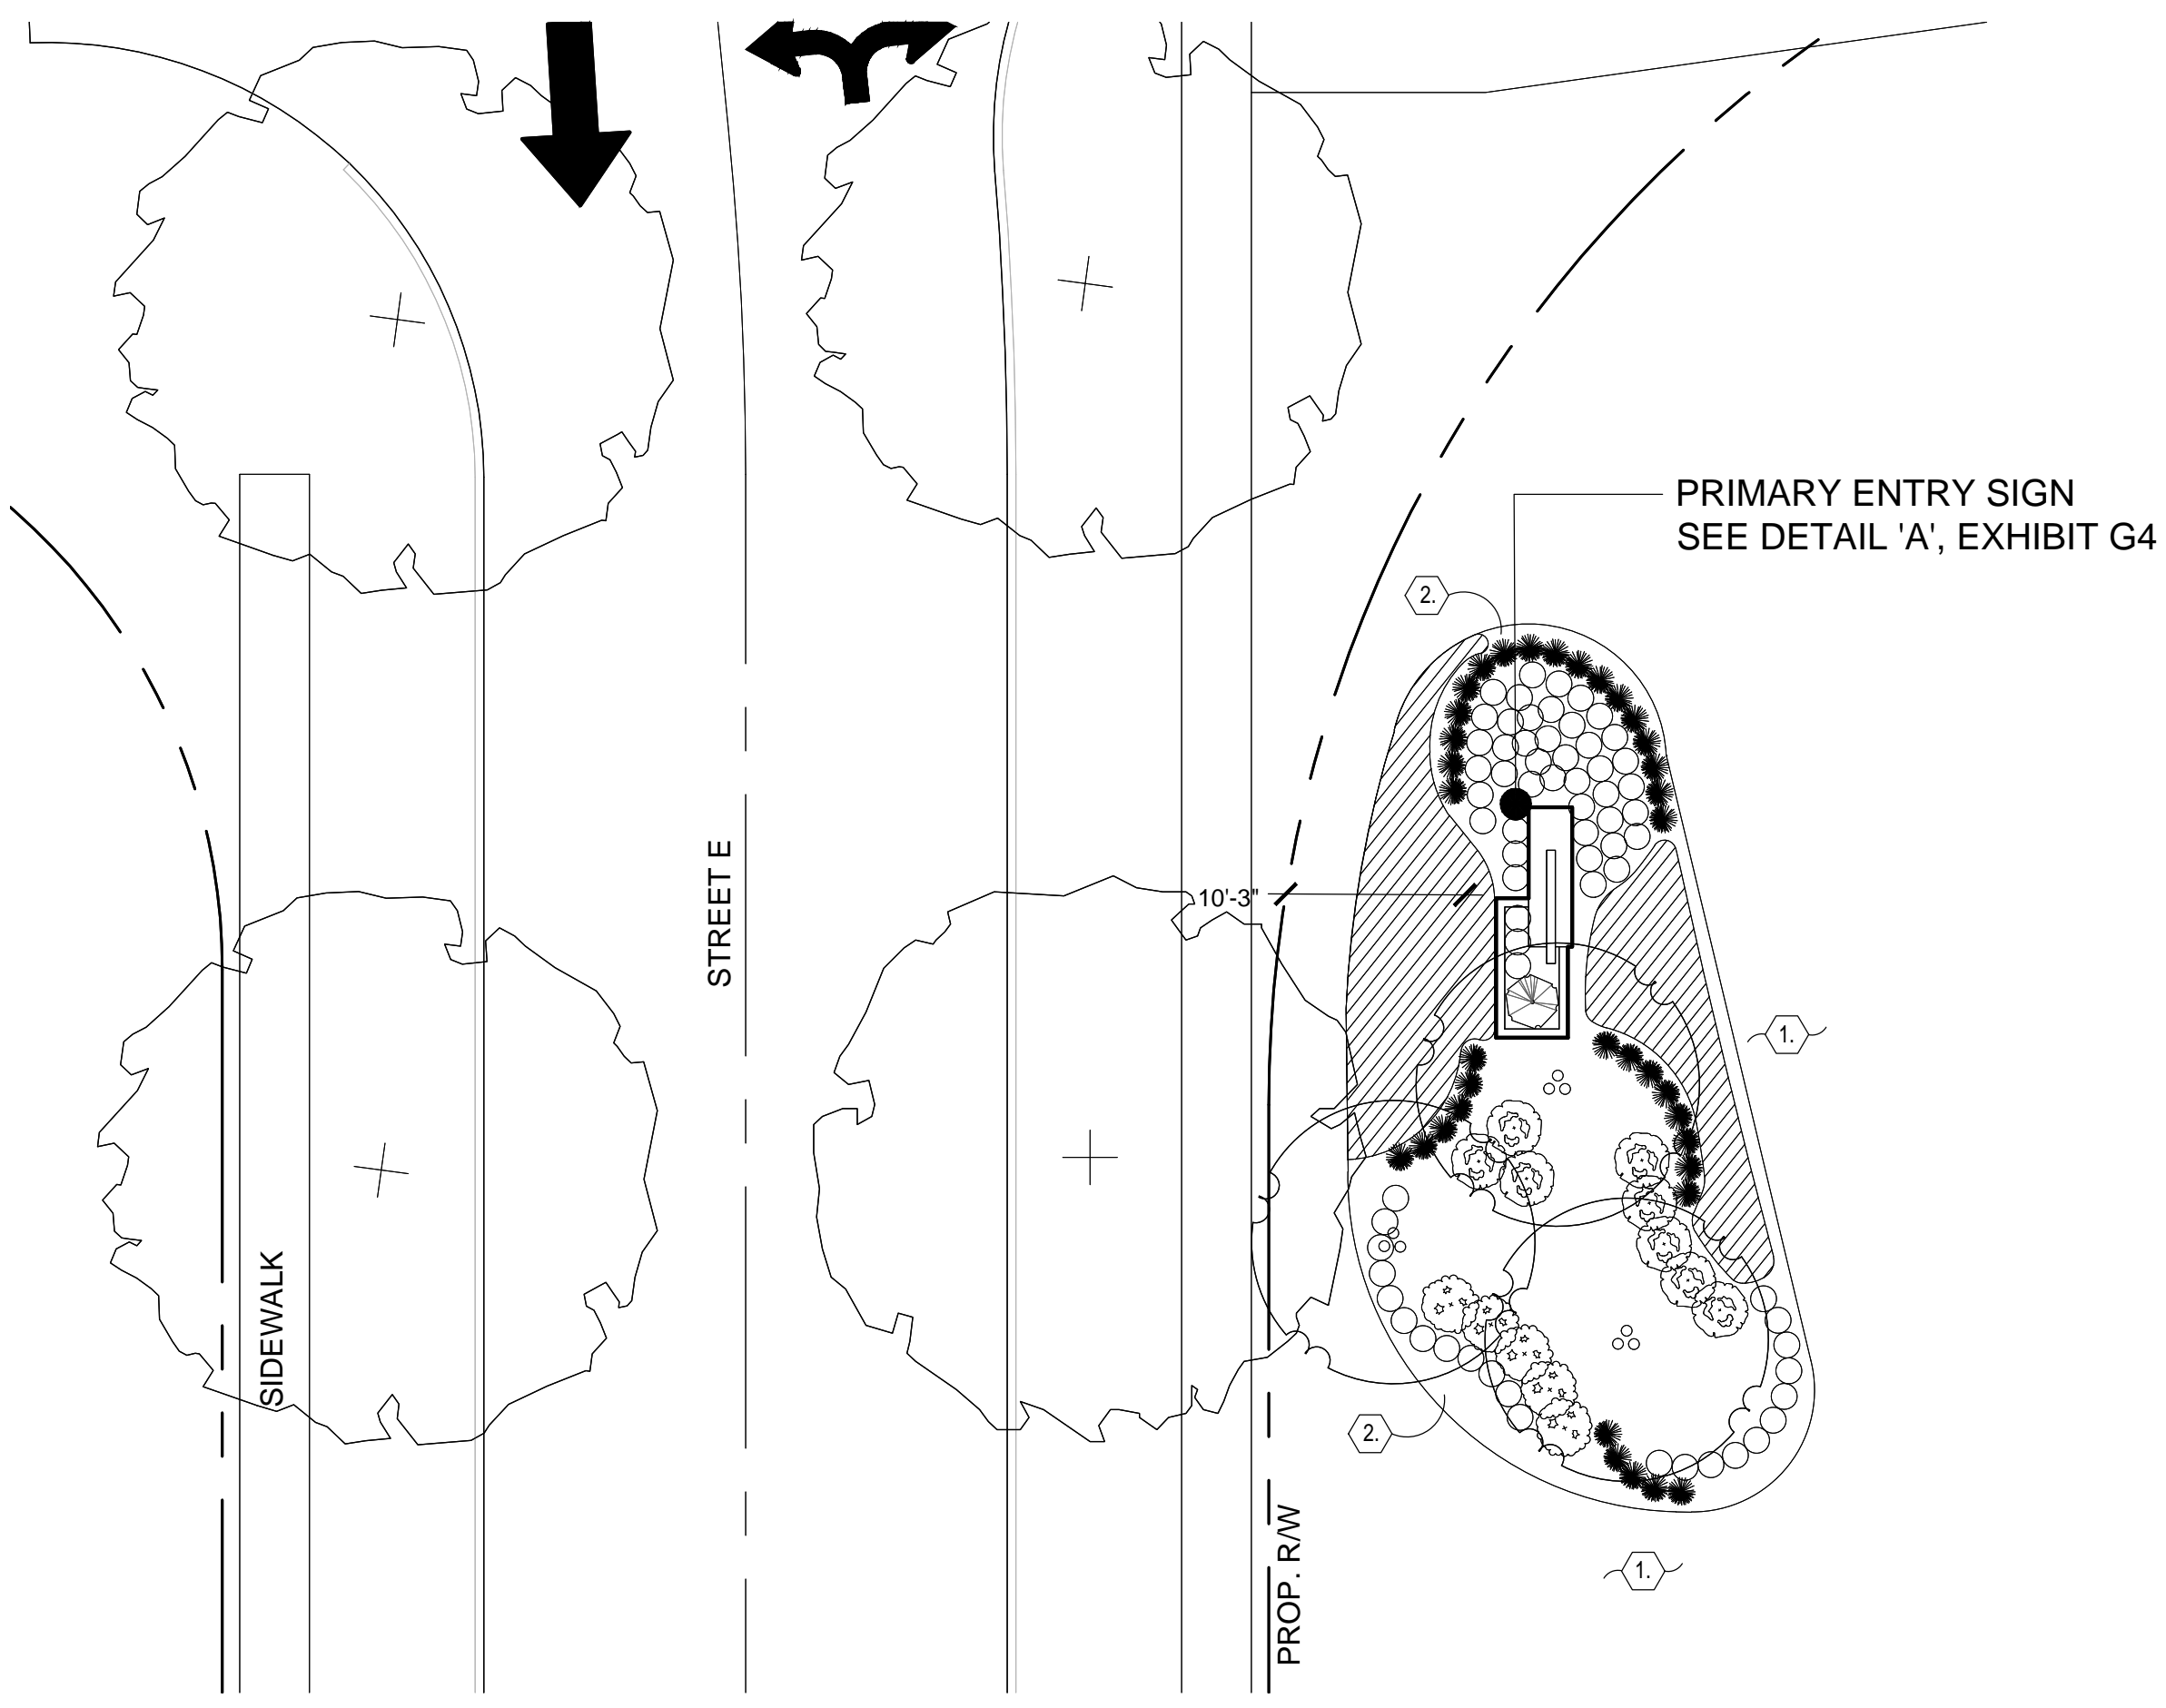 PRIMARY ENTRY SIGN
SEE DETAIL 'A', EXHIBIT G4
2.
STREET E
10'-3"
1.
SIDEWALK
2.
PROP. R/W
1.